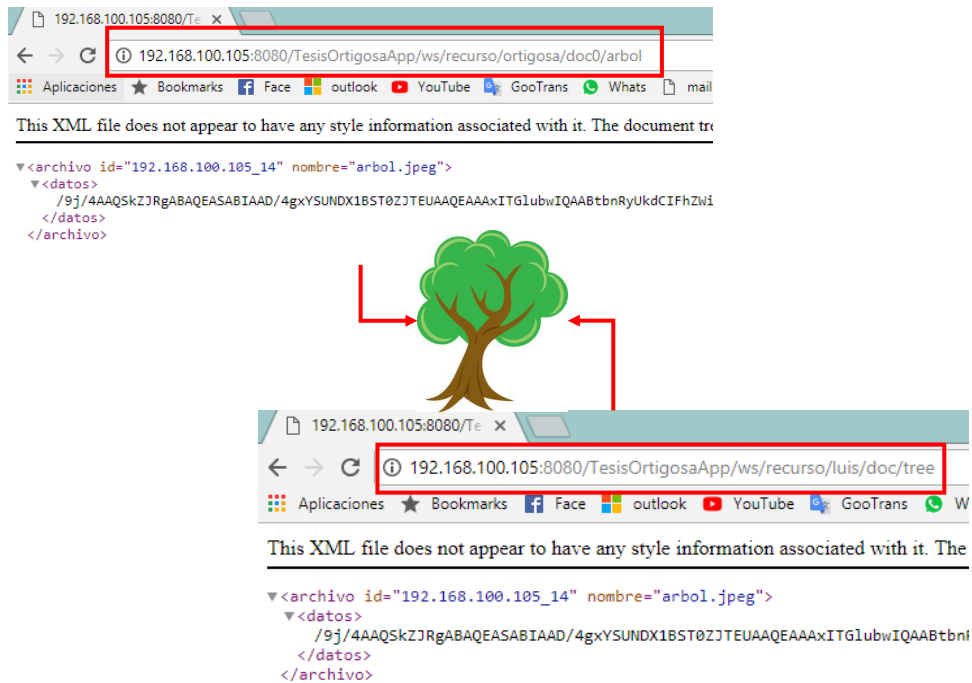 192.168.100.105:8080/Te
192.168.100.105:8080/TesisOrtigosaApp/ws/recurso/ortigosa/doc0/arbol
Aplicaciones Bookmarks Face outlook YouTube GooTrans Whats mail
This XML file does not appear to have any style information associated with it. The document tre
▼<archivo id="192.168.100.105_14" nombre="arbol.jpeg">
▼<datos>
/9j/4AAQSkZJRgABAQEASABIAAD/4gxYSUNDX1BST0ZJTEUAAQEAAAxITGlubwIQAABtbnRyUkdCIFhZWi
</datos>
</archivo>
192.168.100.105:8080/Te
192.168.100.105:8080/TesisOrtigosaApp/ws/recurso/luis/doc/tree
Aplicaciones Bookmarks Face outlook YouTube GooTrans W
This XML file does not appear to have any style information associated with it. The
▼<archivo id="192.168.100.105_14" nombre="arbol.jpeg">
▼<datos>
/9j/4AAQSkZJRgABAQEASABIAAD/4gxYSUNDX1BST0ZJTEUAAQEAAAxITGlubwIQAABtbnR
</datos>
</archivo>